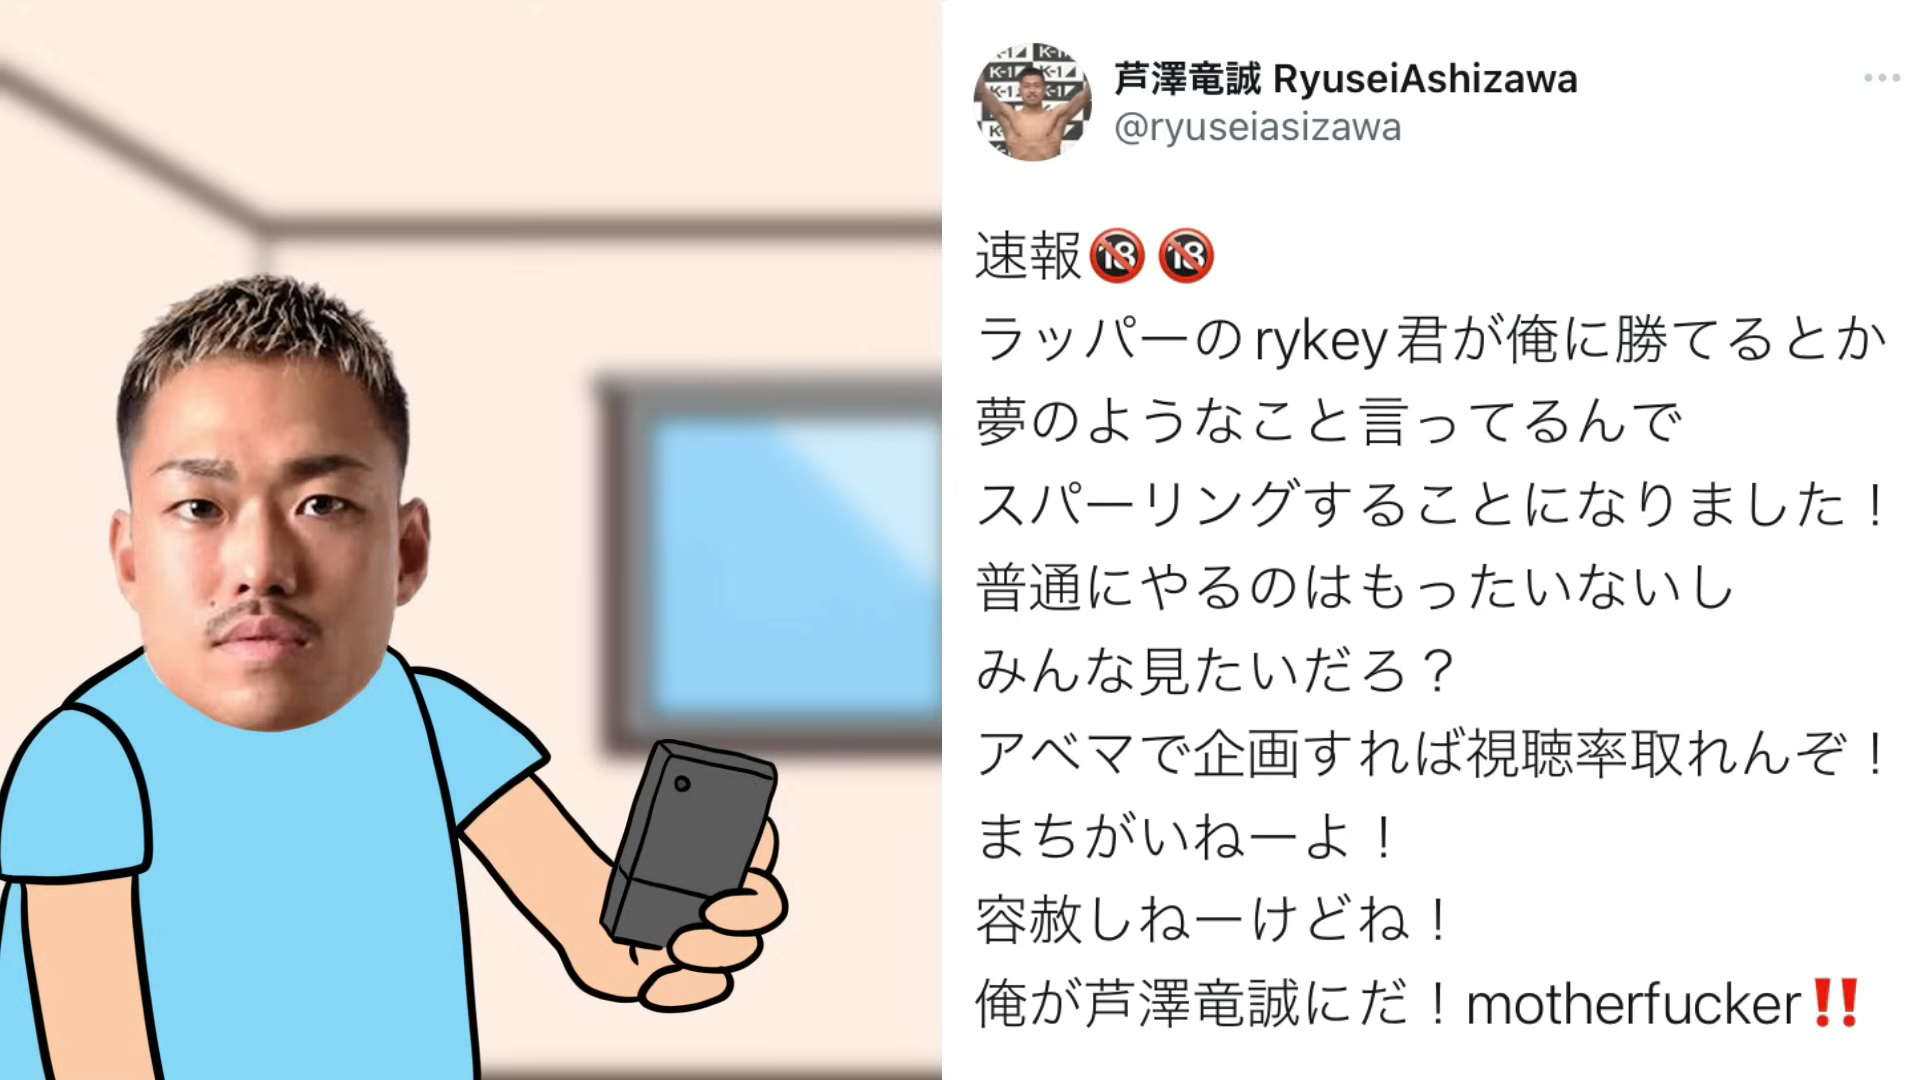 芦澤竜誠 RyuseiAshizawa
@ryuseiasizawa
速報🔞🔞
ラッパーのrykey君が俺に勝てるとか
夢のようなこと言ってるんで
スパーリングすることになりました！
普通にやるのはもったいないし
みんな見たいだろ？
アベマで企画すれば視聴率取れんぞ！
まちがいねーよ！
容赦しねーけどね！
俺が芦澤竜誠にだ！motherfucker‼️